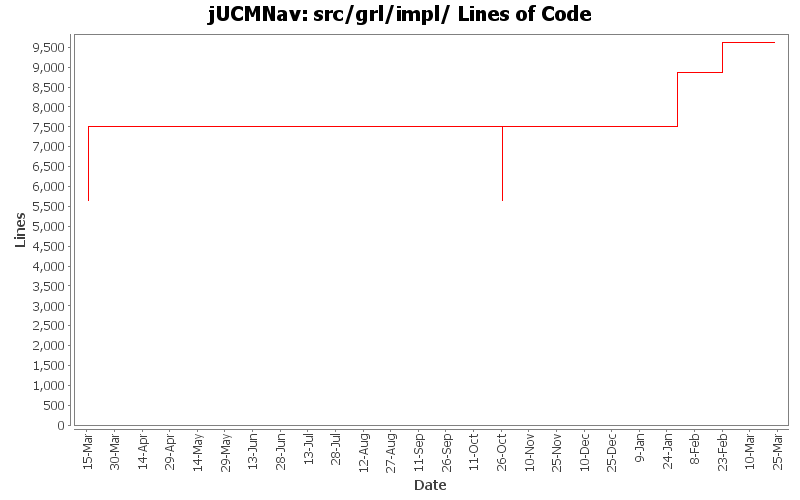 jUCMNav: src/grl/impl/ Lines of Code
9,500
9,000
8,500
8,000
7,500
7,000
6,500
6,000
5,500
5,000
4,500
4,000
3,500
3,000
2,500
2,000
1,500
1,000
500
0
Lines
15-Mar
30-Mar
14-Apr
29-Apr
14-May
29-May
13-Jun
28-Jun
13-Jul
28-Jul
12-Aug
27-Aug
11-Sep
26-Sep
11-Oct
26-Oct
10-Nov
25-Nov
10-Dec
25-Dec
9-Jan
24-Jan
8-Feb
23-Feb
10-Mar
25-Mar
Date